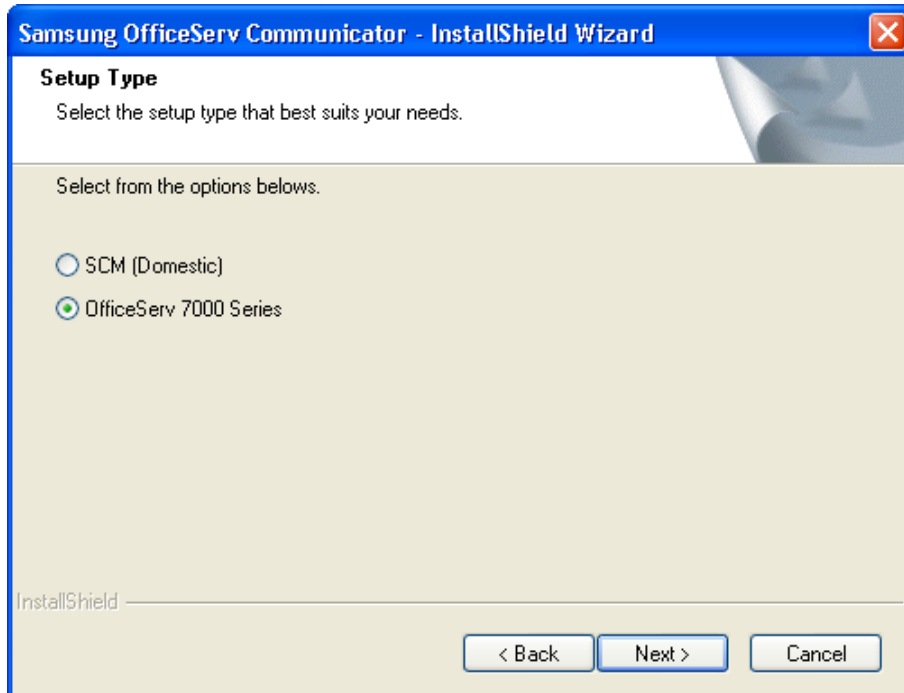 Samsung OfficeServ Communicator - InstallShield Wizard
Setup Type
Select the setup type that best suits your needs.
Select from the options belows.
SCM (Domestic)
OfficeServ 7000 Series
InstallShield
< Back Next > Cancel